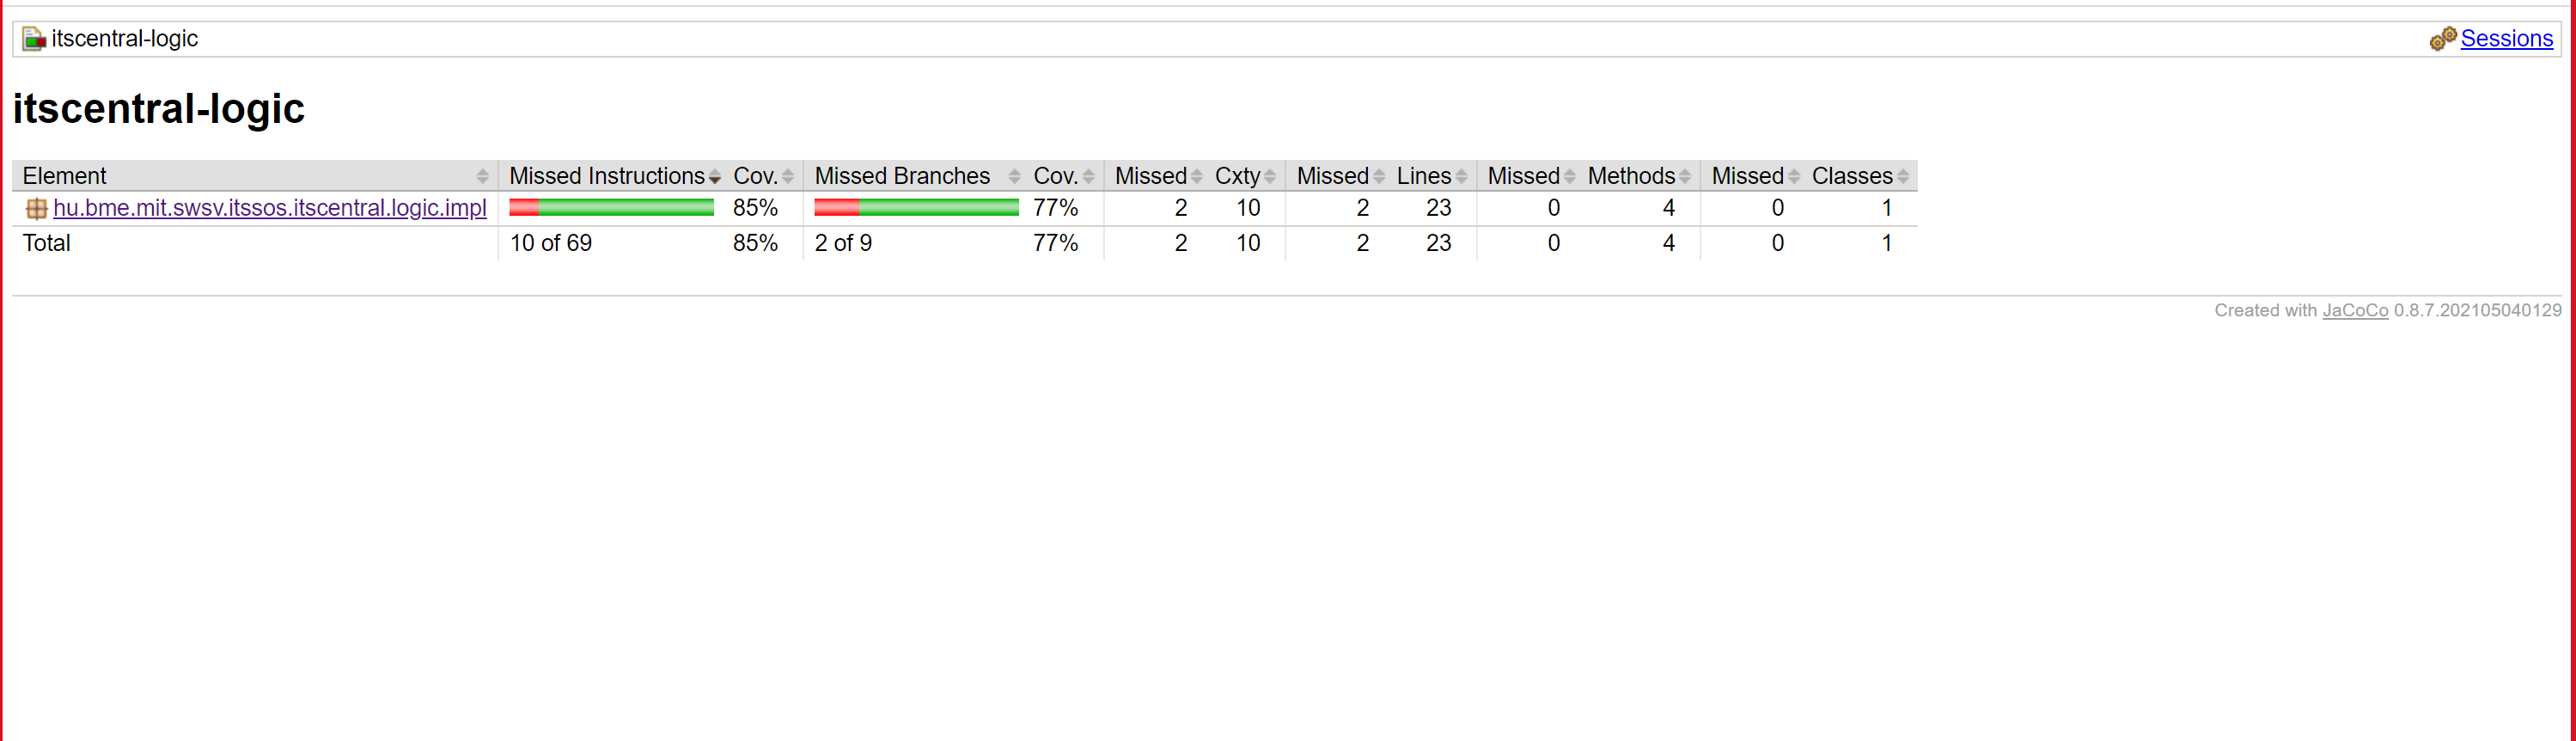 itscentral-logic Sessions
itscentral-logic
Element Missed Instructions Cov. Missed Branches Cov. Missed Cxty Missed Lines Missed Methods Missed Classes
hu.bme.mit.swsv.itssos.itscentral.logic.impl 85% 77% 2 10 2 23 0 4 0 1
Total 10 of 69 85% 2 of 9 77% 2 10 2 23 0 4 0 1
Created with JaCoCo 0.8.7.202105040129